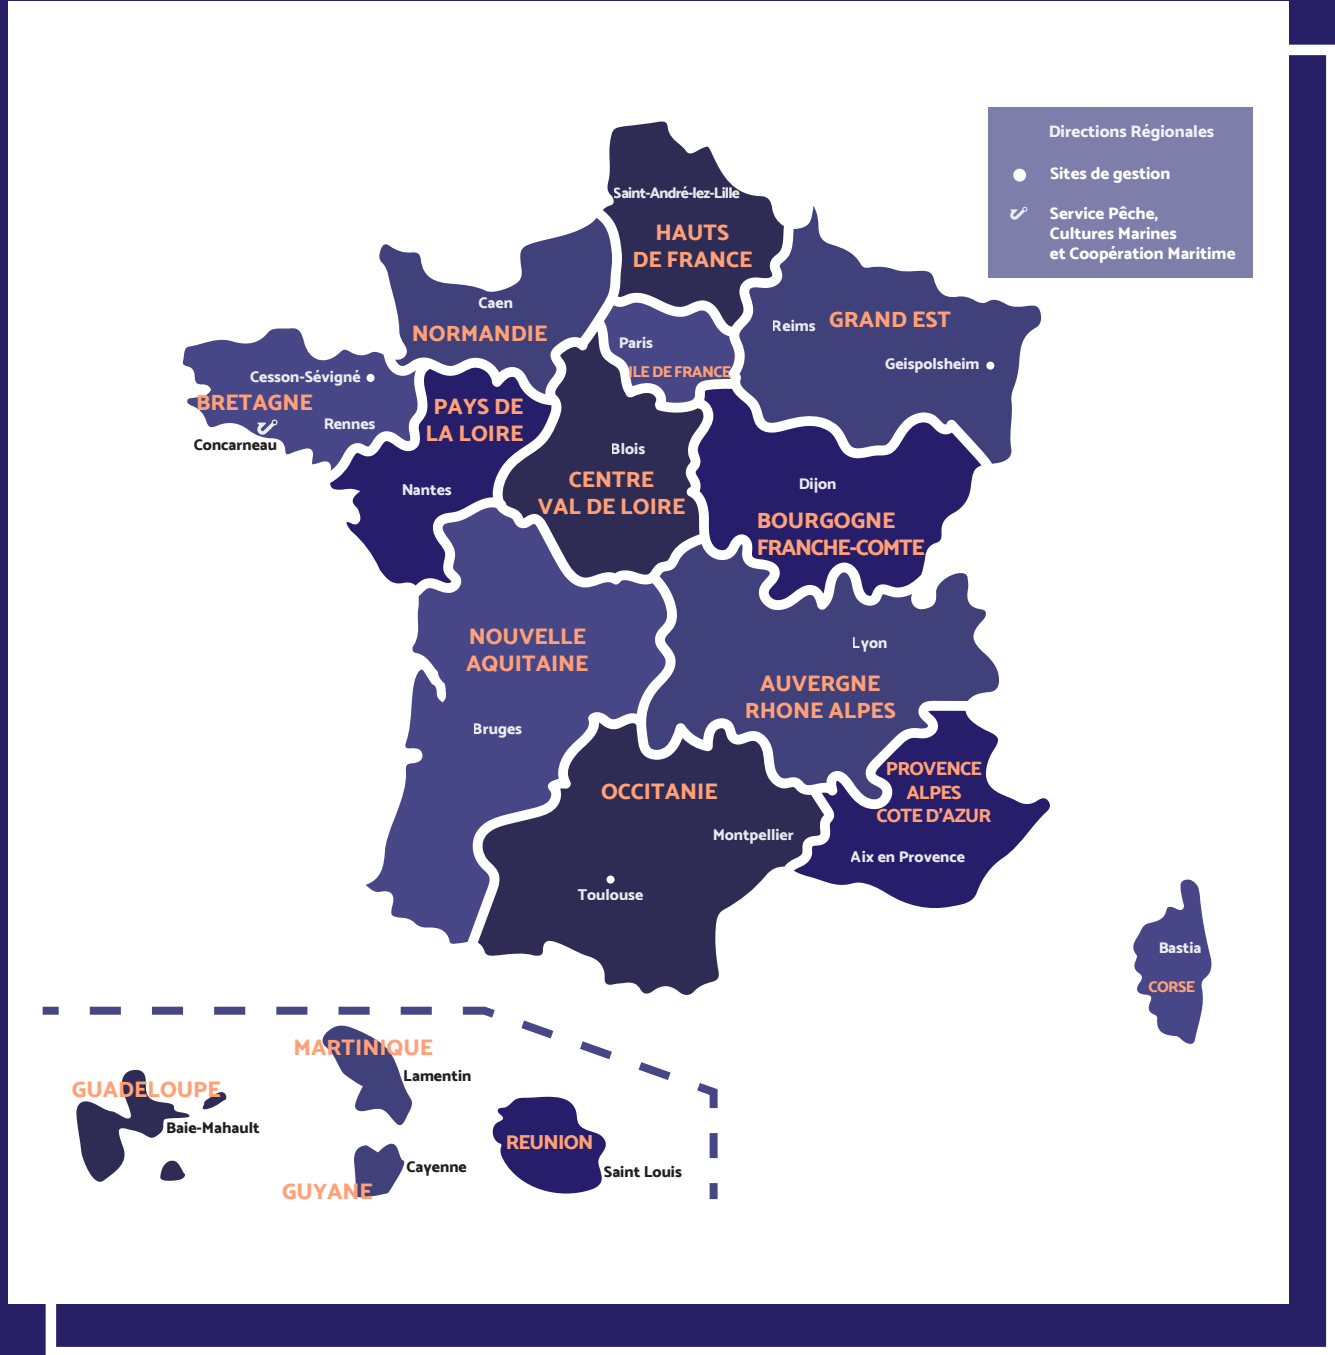 Directions Régionales
Sites de gestion
Service Pêche,
Cultures Marines
et Coopération Maritime
Saint-André-lez-Lille
HAUTS
DE FRANCE
Caen
NORMANDIE
Paris
ILE DE FRANCE
Reims
GRAND EST
Geispolsheim
Cesson-Sévigné
BRETAGNE
Rennes
Concarneau
PAYS DE
LA LOIRE
Nantes
Blois
CENTRE
VAL DE LOIRE
Dijon
BOURGOGNE
FRANCHE-COMTE
NOUVELLE
AQUITAINE
Bruges
Lyon
AUVERGNE
RHONE ALPES
OCCITANIE
Montpellier
Toulouse
PROVENCE
ALPES
COTE D'AZUR
Aix en Provence
Bastia
CORSE
MARTINIQUE
Lamentin
GUADELOUPE
Baie-Mahault
REUNION
Saint Louis
Cayenne
GUYANE